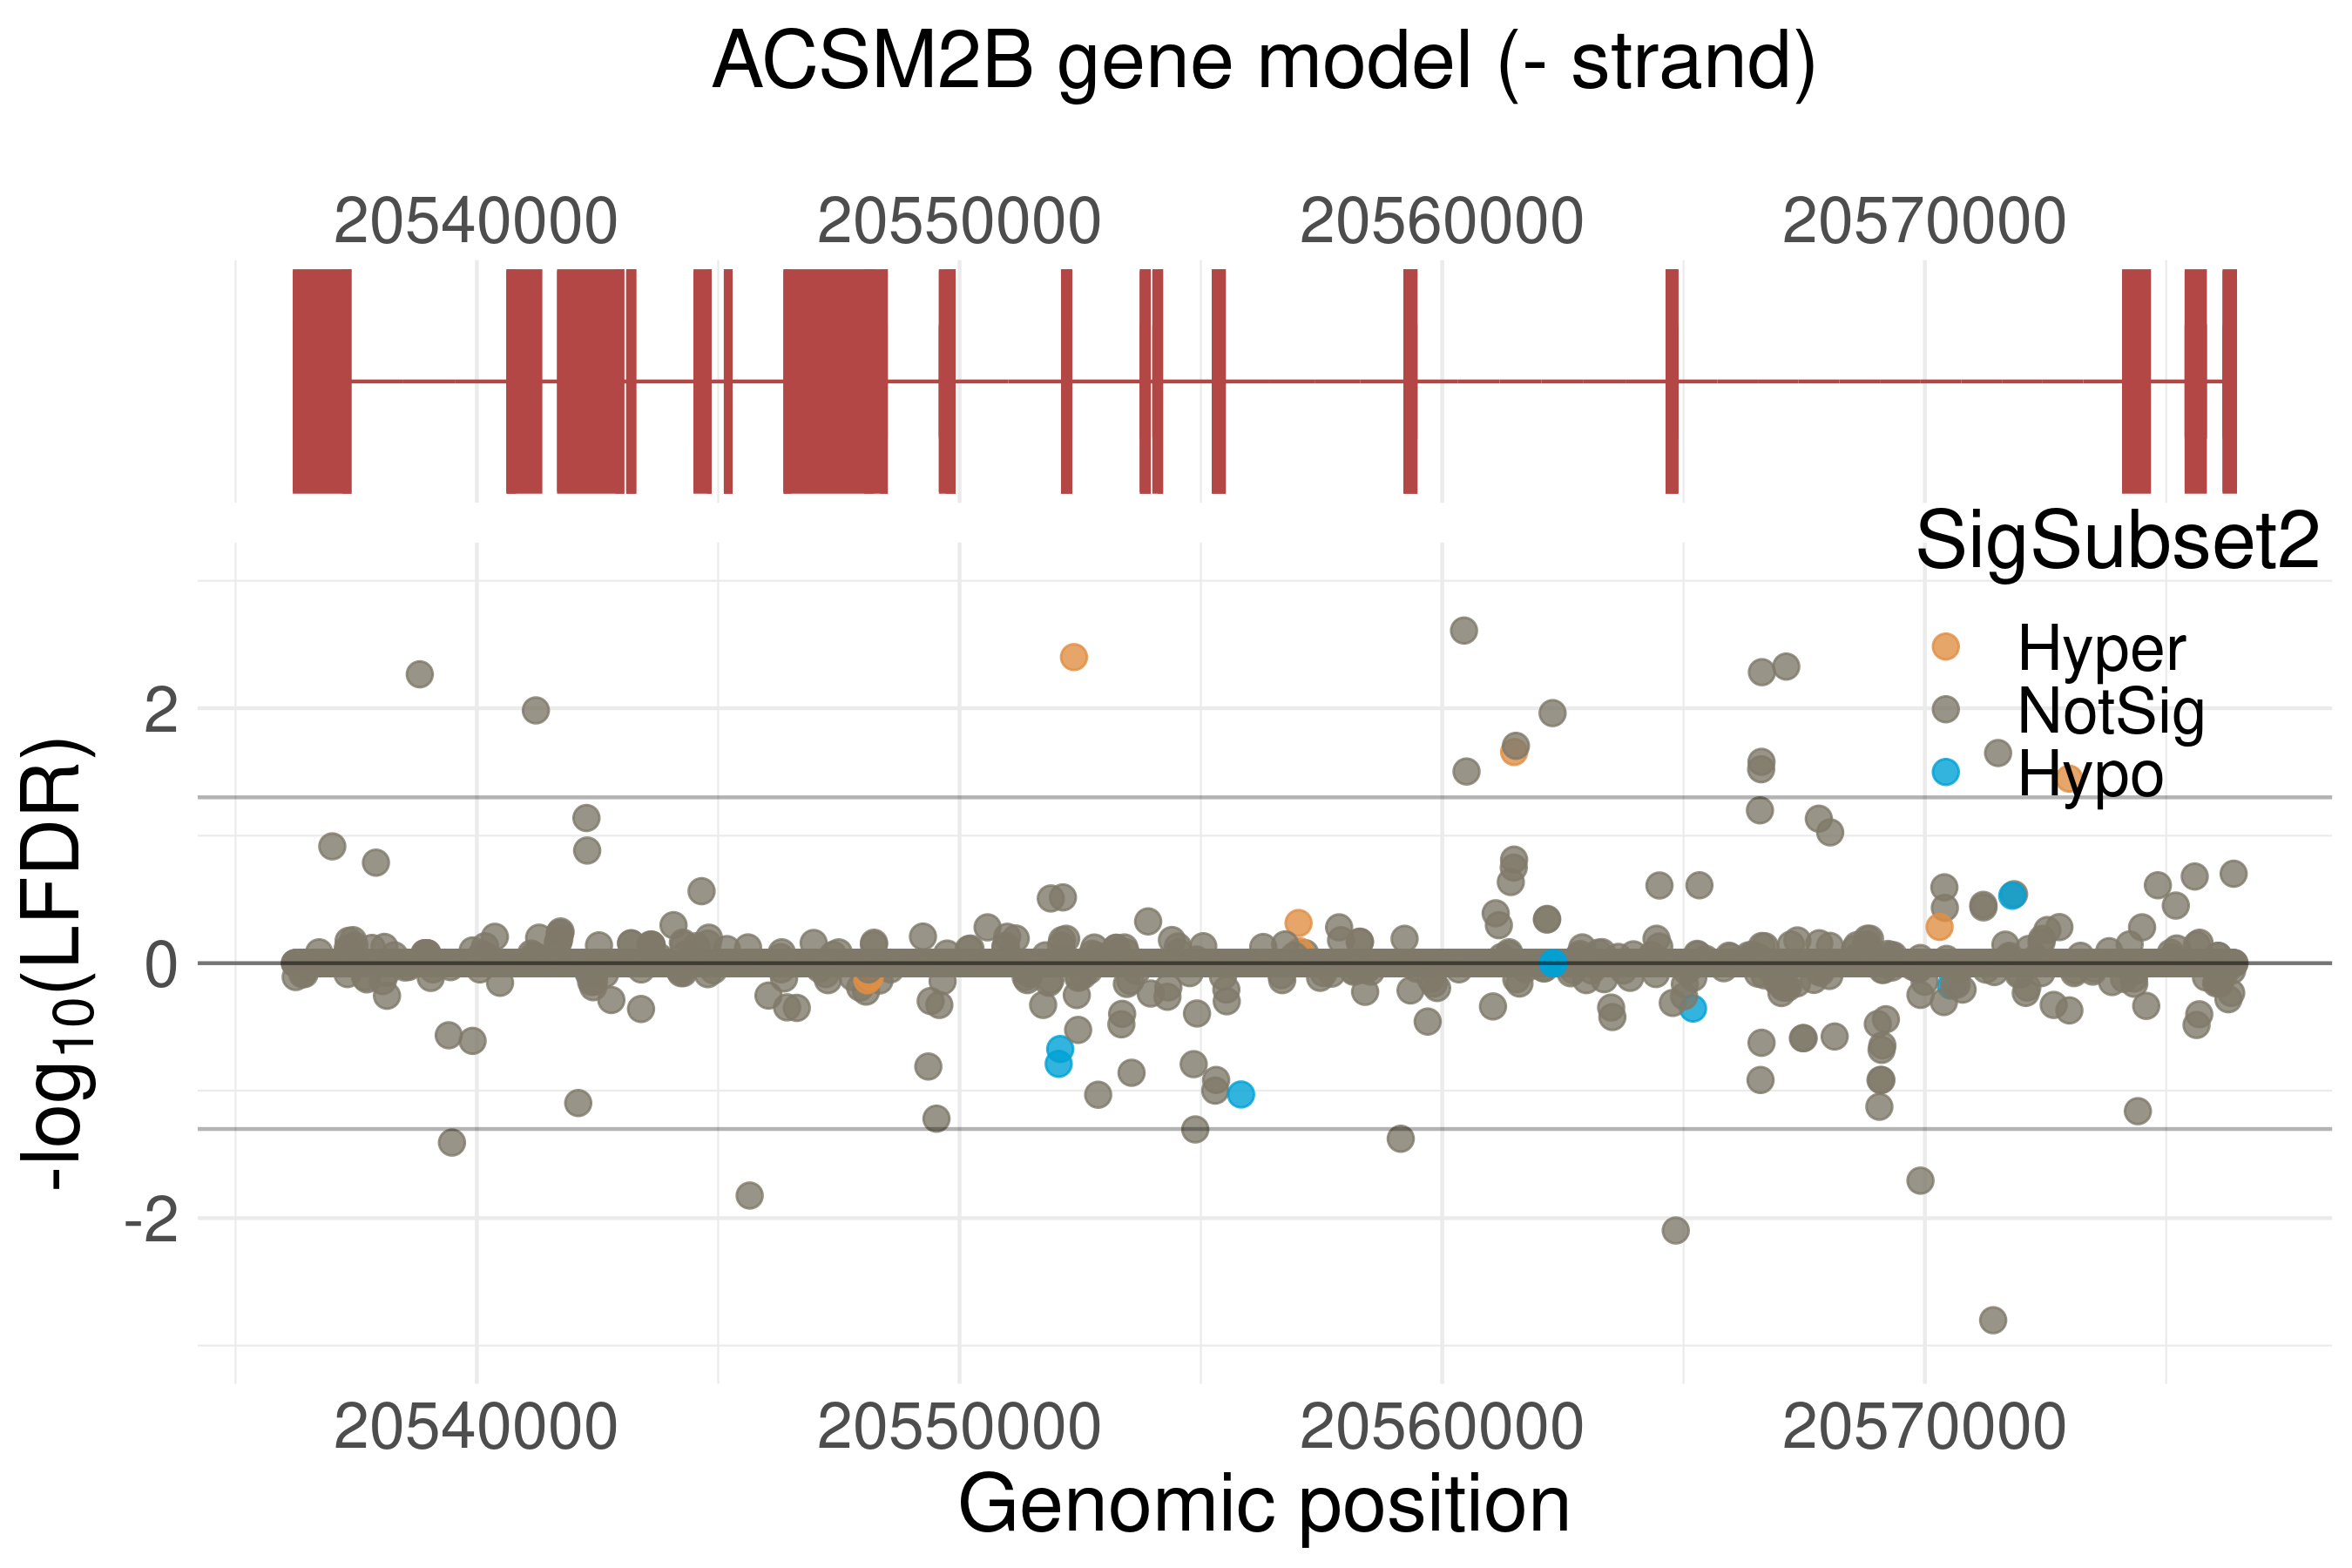 ACSM2B gene model (- strand)
20540000 20550000 20560000 20570000
SigSubset2
Hyper
NotSig
Hypo
2
0
-2
-log10(LFDR)
20540000 20550000 20560000 20570000
Genomic position